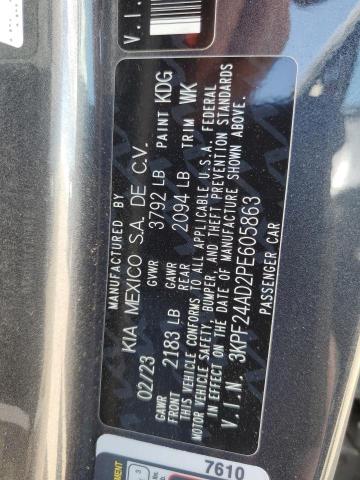 MANUFACTURED BY
KIA MEXICO S.A. DE C.V.
02/23 GVWR 3792 LB PAINT KDG
GAWR FRONT 2183 LB GAWR REAR 2094 LB TRIM WK
THIS VEHICLE CONFORMS TO ALL APPLICABLE U.S.A. FEDERAL
MOTOR VEHICLE SAFETY, BUMPER, AND THEFT PREVENTION STANDARDS
IN EFFECT ON THE DATE OF MANUFACTURE SHOWN ABOVE.
V.I.N. 3KPF24AD2PE605863
PASSENGER CAR
V.I.
7610